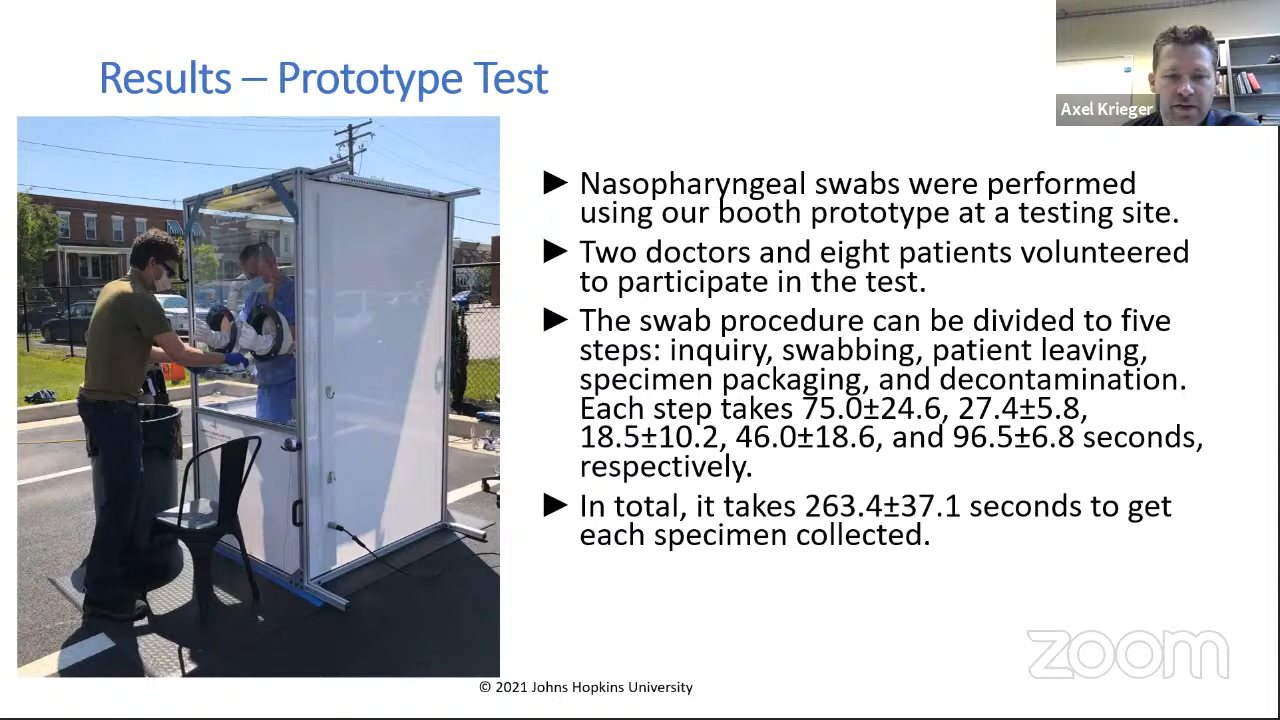 Results – Prototype Test
Axel Krieger
► Nasopharyngeal swabs were performed
using our booth prototype at a testing site.
► Two doctors and eight patients volunteered
to participate in the test.
► The swab procedure can be divided to five
steps: inquiry, swabbing, patient leaving,
specimen packaging, and decontamination.
Each step takes 75.0±24.6, 27.4±5.8,
18.5±10.2, 46.0±18.6, and 96.5±6.8 seconds,
respectively.
► In total, it takes 263.4±37.1 seconds to get
each specimen collected.
zoom
© 2021 Johns Hopkins University